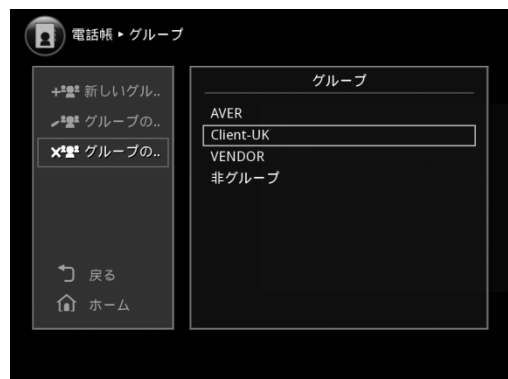 電話帳 ▸ グループ
新しいグル..
グループの..
グループの..
戻る
ホーム
グループ
AVER
Client-UK
VENDOR
非グループ